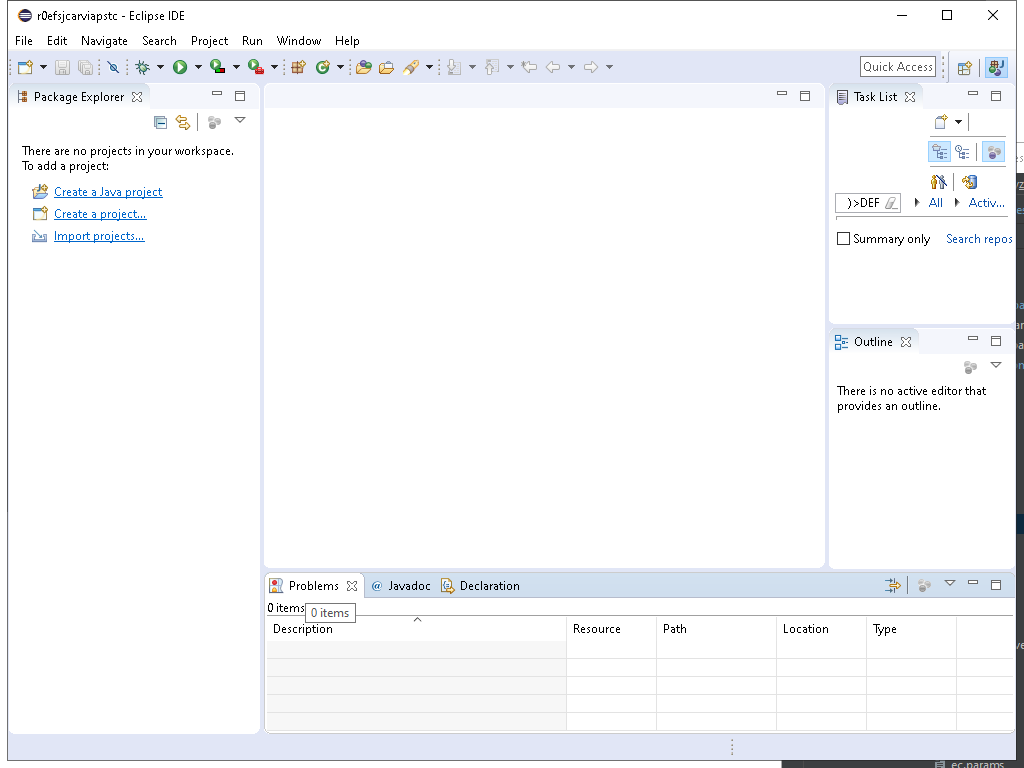 r0efsjcarviapstc - Eclipse IDE
File Edit Navigate Search Project Run Window Help
Quick Access
Package Explorer
There are no projects in your workspace.
To add a project:
Create a Java project
Create a project...
Import projects...
Task List
)>DEF All Activ...
Summary only Search repos
Outline
There is no active editor that
provides an outline.
Problems @ Javadoc Declaration
0 items
0 items
Description Resource Path Location Type
ec.params